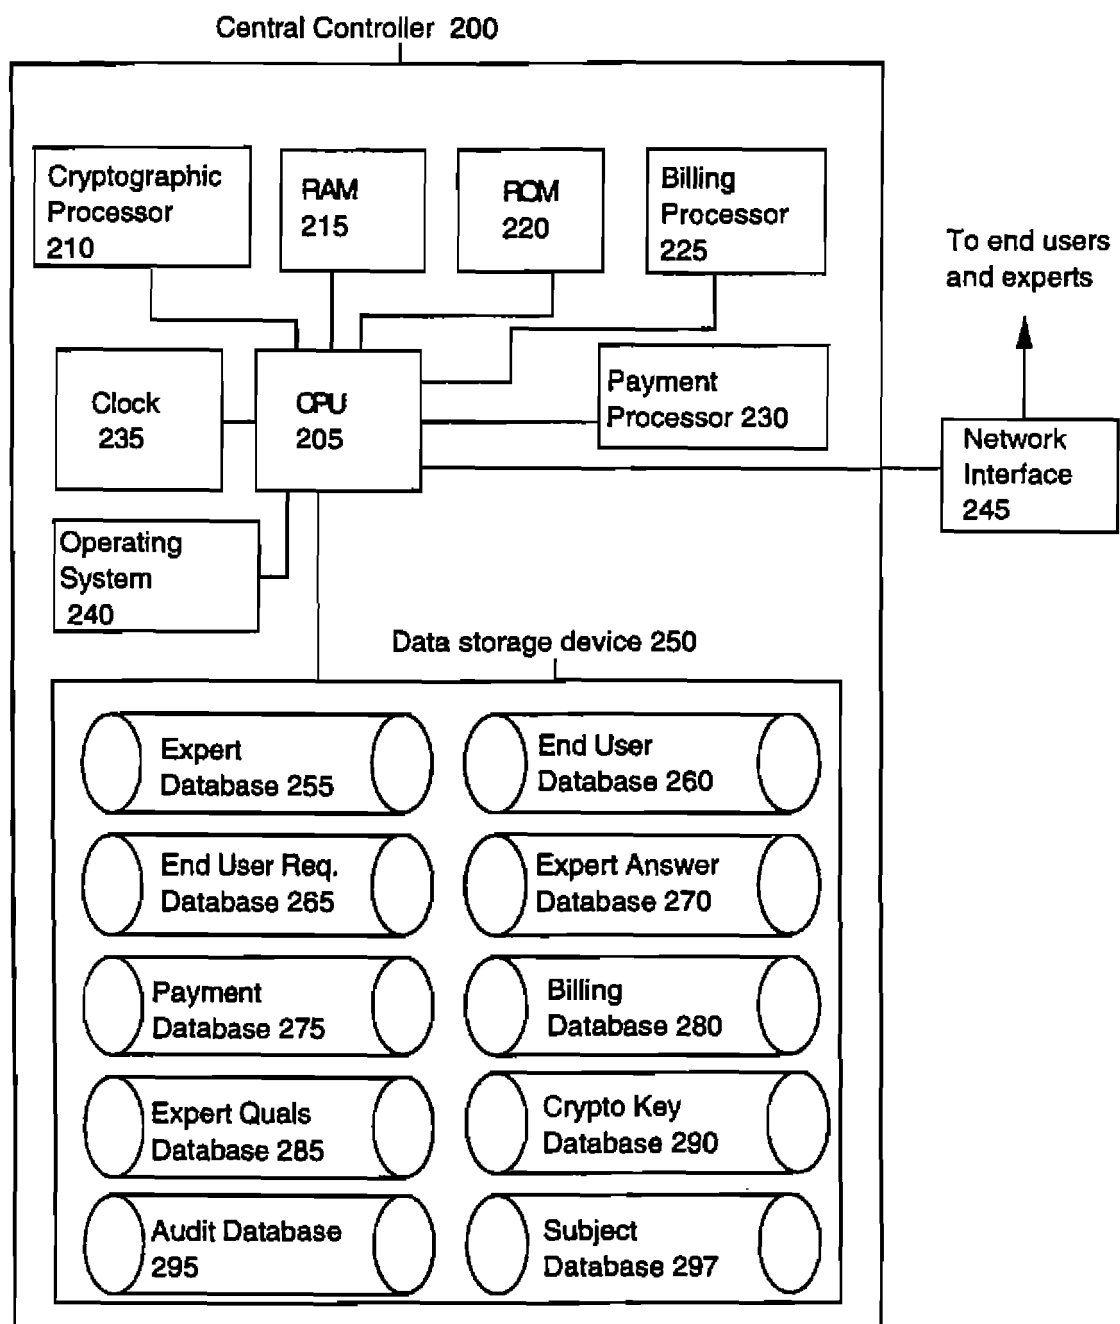 Central Controller 200
Cryptographic
Processor
210
RAM
215
ROM
220
Billing
Processor
225
To end users
and experts
Clock
235
CPU
205
Payment
Processor 230
Network
Interface
245
Operating
System
240
Data storage device 250
Expert
Database 255
End User
Database 260
End User Req.
Database 265
Expert Answer
Database 270
Payment
Database 275
Billing
Database 280
Expert Quals
Database 285
Crypto Key
Database 290
Audit Database
295
Subject
Database 297